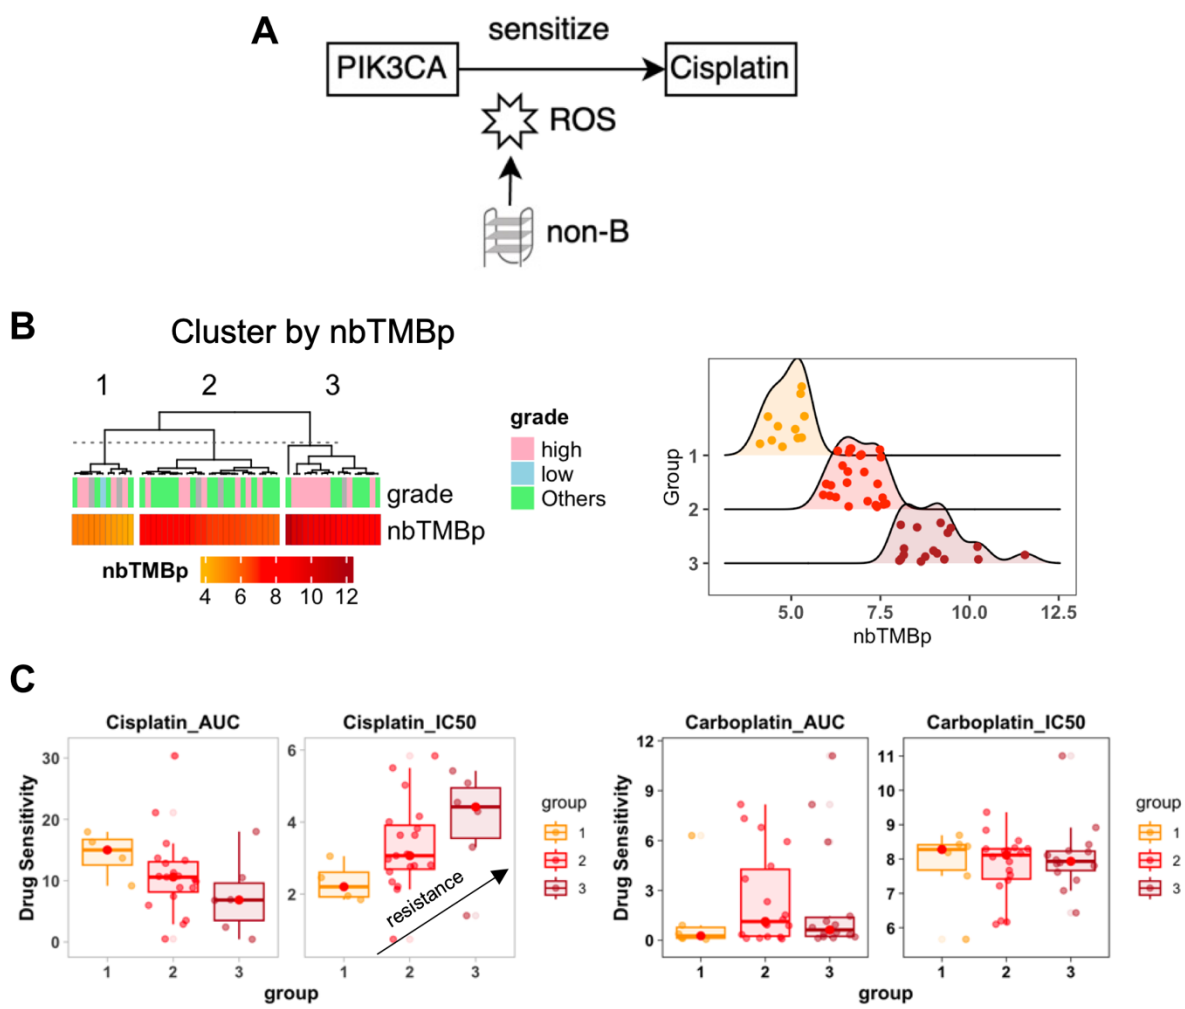 A
sensitize
PIK3CA
Cisplatin
ROS
non-B
B
Cluster by nbTMBp
1 2 3
grade
nbTMBp
nbTMBp
4 6 8 10 12
grade
high
low
Others
Group
1
2
3
5.0 7.5 10.0 12.5
nbTMBp
C
Cisplatin_AUC
Drug Sensitivity
30
20
10
0
1 2 3
Cisplatin_IC50
6
4
2
resistance
1 2 3
group
group
1
2
3
Carboplatin_AUC
Drug Sensitivity
12
9
6
3
0
1 2 3
Carboplatin_IC50
11
10
9
8
7
6
1 2 3
group
group
1
2
3